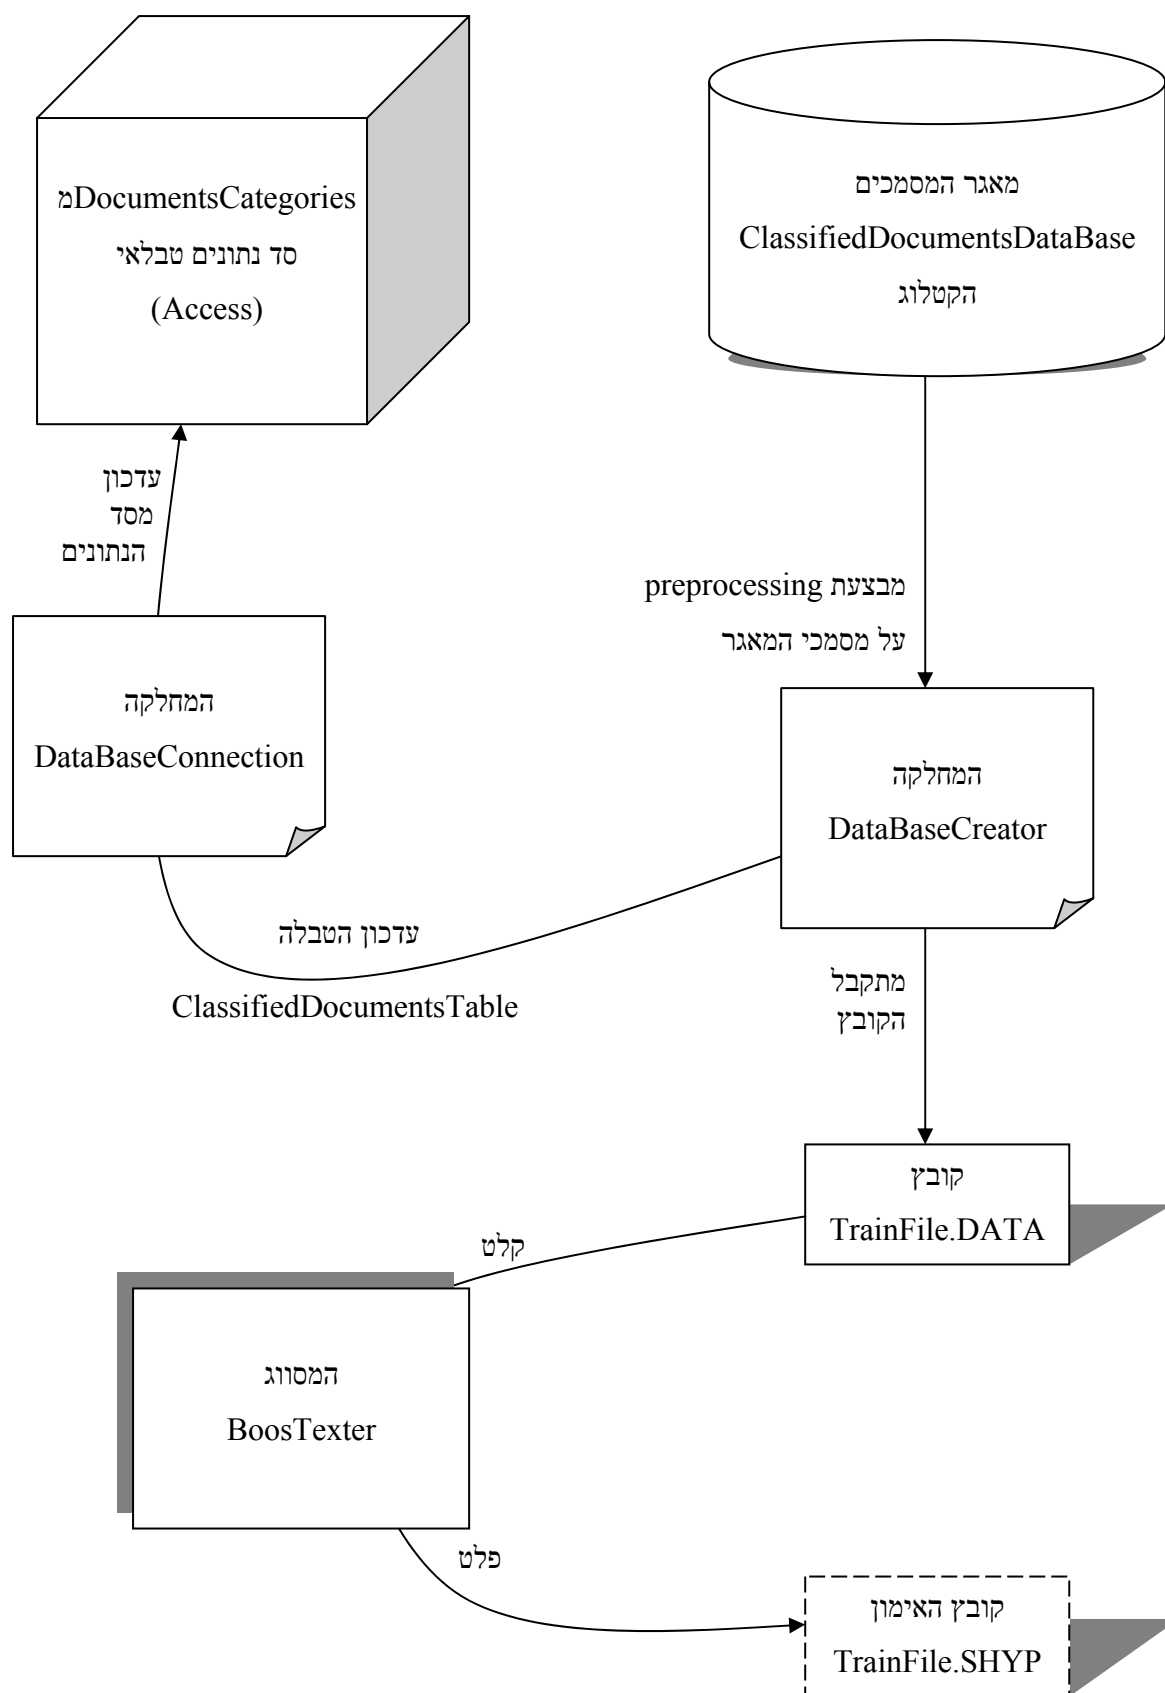 מDocumentsCategories
סד נתונים טבלאי
(Access)
מאגר המסמכים
ClassifiedDocumentsDataBase
הקטלוג
עדכון
מסד
הנתונים
מבצעת preprocessing
על מסמכי המאגר
המחלקה
DataBaseConnection
המחלקה
DataBaseCreator
עדכון הטבלה
ClassifiedDocumentsTable
מתקבל
הקובץ
קובץ
TrainFile.DATA
קלט
המסווג
BoosTexter
פלט
קובץ האימון
TrainFile.SHYP